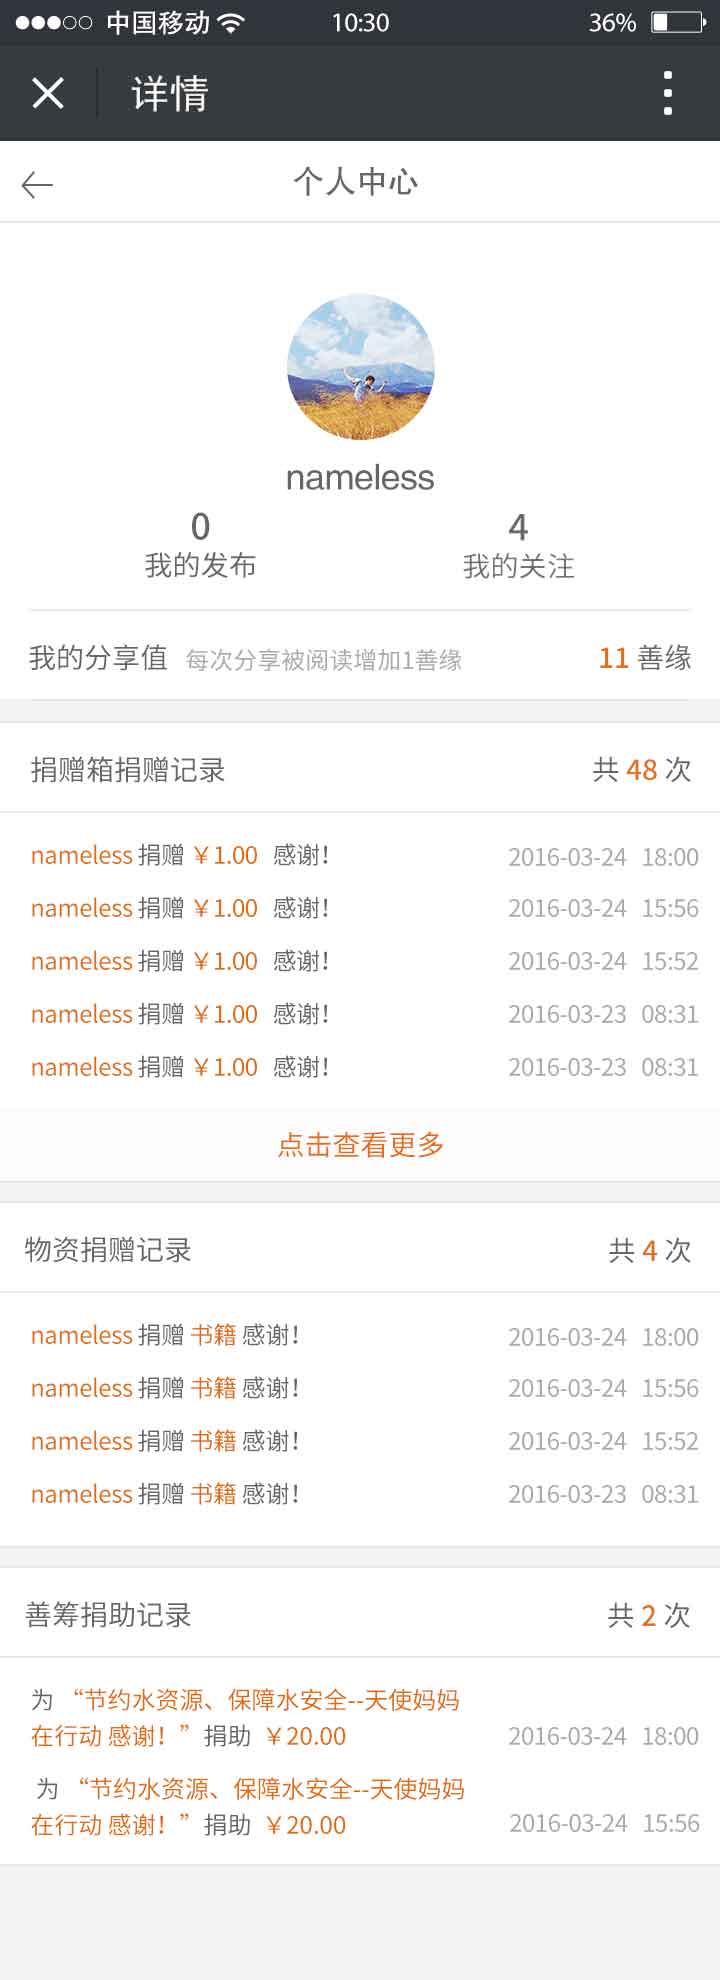 中国移动 10:30 36%
详情
个人中心
nameless
0 4
我的发布 我的关注
我的分享值 每次分享被阅读增加1善缘 11 善缘
捐赠箱捐赠记录 共 48 次
nameless 捐赠 ¥1.00 感谢! 2016-03-24 18:00
nameless 捐赠 ¥1.00 感谢! 2016-03-24 15:56
nameless 捐赠 ¥1.00 感谢! 2016-03-24 15:52
nameless 捐赠 ¥1.00 感谢! 2016-03-23 08:31
nameless 捐赠 ¥1.00 感谢! 2016-03-23 08:31
点击查看更多
物资捐赠记录 共 4 次
nameless 捐赠 书籍 感谢! 2016-03-24 18:00
nameless 捐赠 书籍 感谢! 2016-03-24 15:56
nameless 捐赠 书籍 感谢! 2016-03-24 15:52
nameless 捐赠 书籍 感谢! 2016-03-23 08:31
善筹捐助记录 共 2 次
为 “节约水资源、保障水安全--天使妈妈
在行动 感谢! ” 捐助 ¥20.00 2016-03-24 18:00
为 “节约水资源、保障水安全--天使妈妈
在行动 感谢! ” 捐助 ¥20.00 2016-03-24 15:56